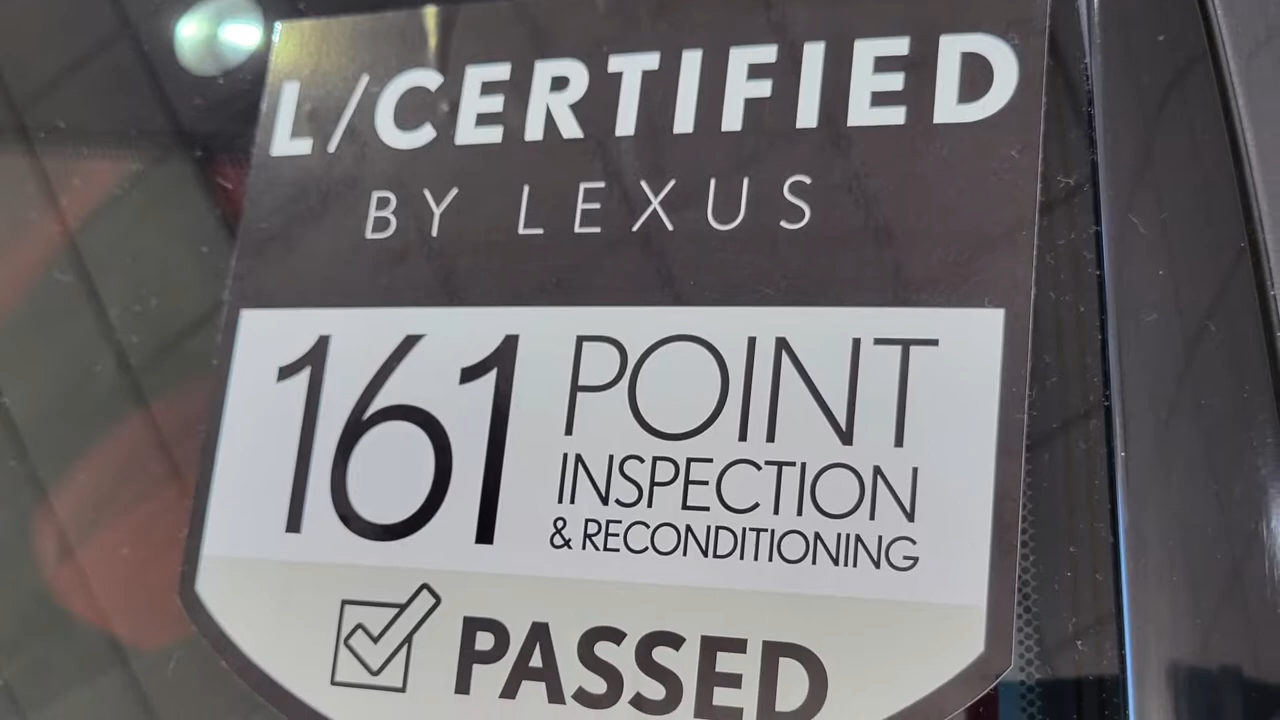 L/CERTIFIED
BY LEXUS
161 POINT
INSPECTION
& RECONDITIONING
PASSED